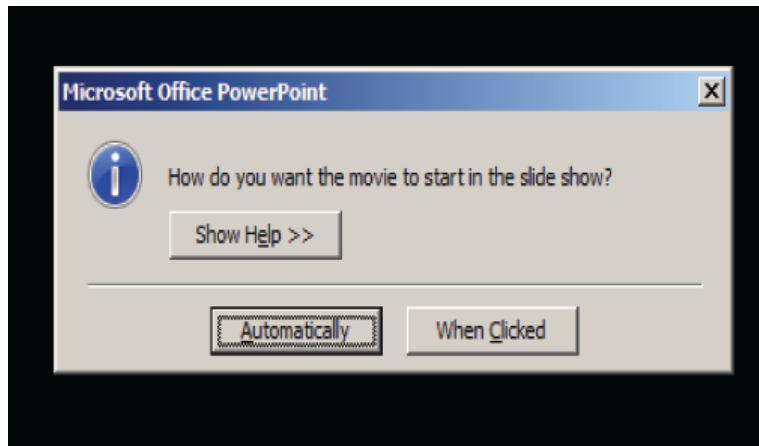 Microsoft Office PowerPoint
How do you want the movie to start in the slide show?
Show Help >>
Automatically
When Clicked